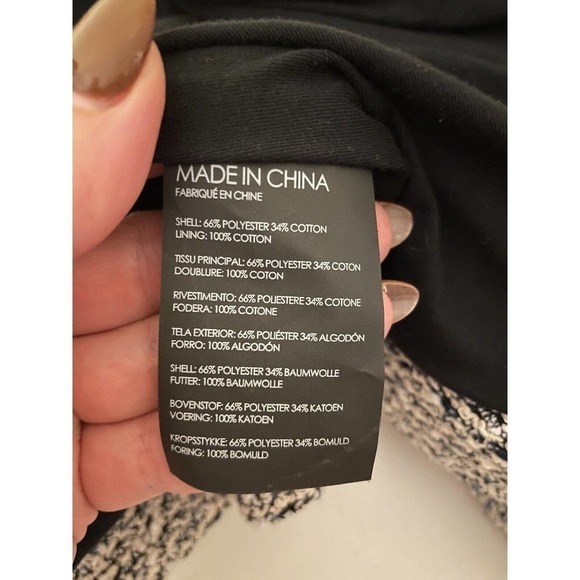 MADE IN CHINA
FABRIQUÉ EN CHINE
SHELL: 66% POLYESTER 34% COTTON
LINING: 100% COTTON
TISSU PRINCIPAL: 66% POLYESTER 34% COTON
DOUBLURE: 100% COTON
RIVESTIMENTO: 66% POLIESTERE 34% COTONE
FODERA: 100% COTONE
TELA EXTERIOR: 66% POLIÉSTER 34% ALGODÓN
FORRO: 100% ALGODÓN
SHELL: 66% POLYESTER 34% BAUMWOLLE
FUTTER: 100% BAUMWOLLE
BOVENSTOF: 66% POLYESTER 34% KATOEN
VOERING: 100% KATOEN
KROPSSTYKKE: 66% POLYESTER 34% BOMULD
FORING: 100% BOMULD